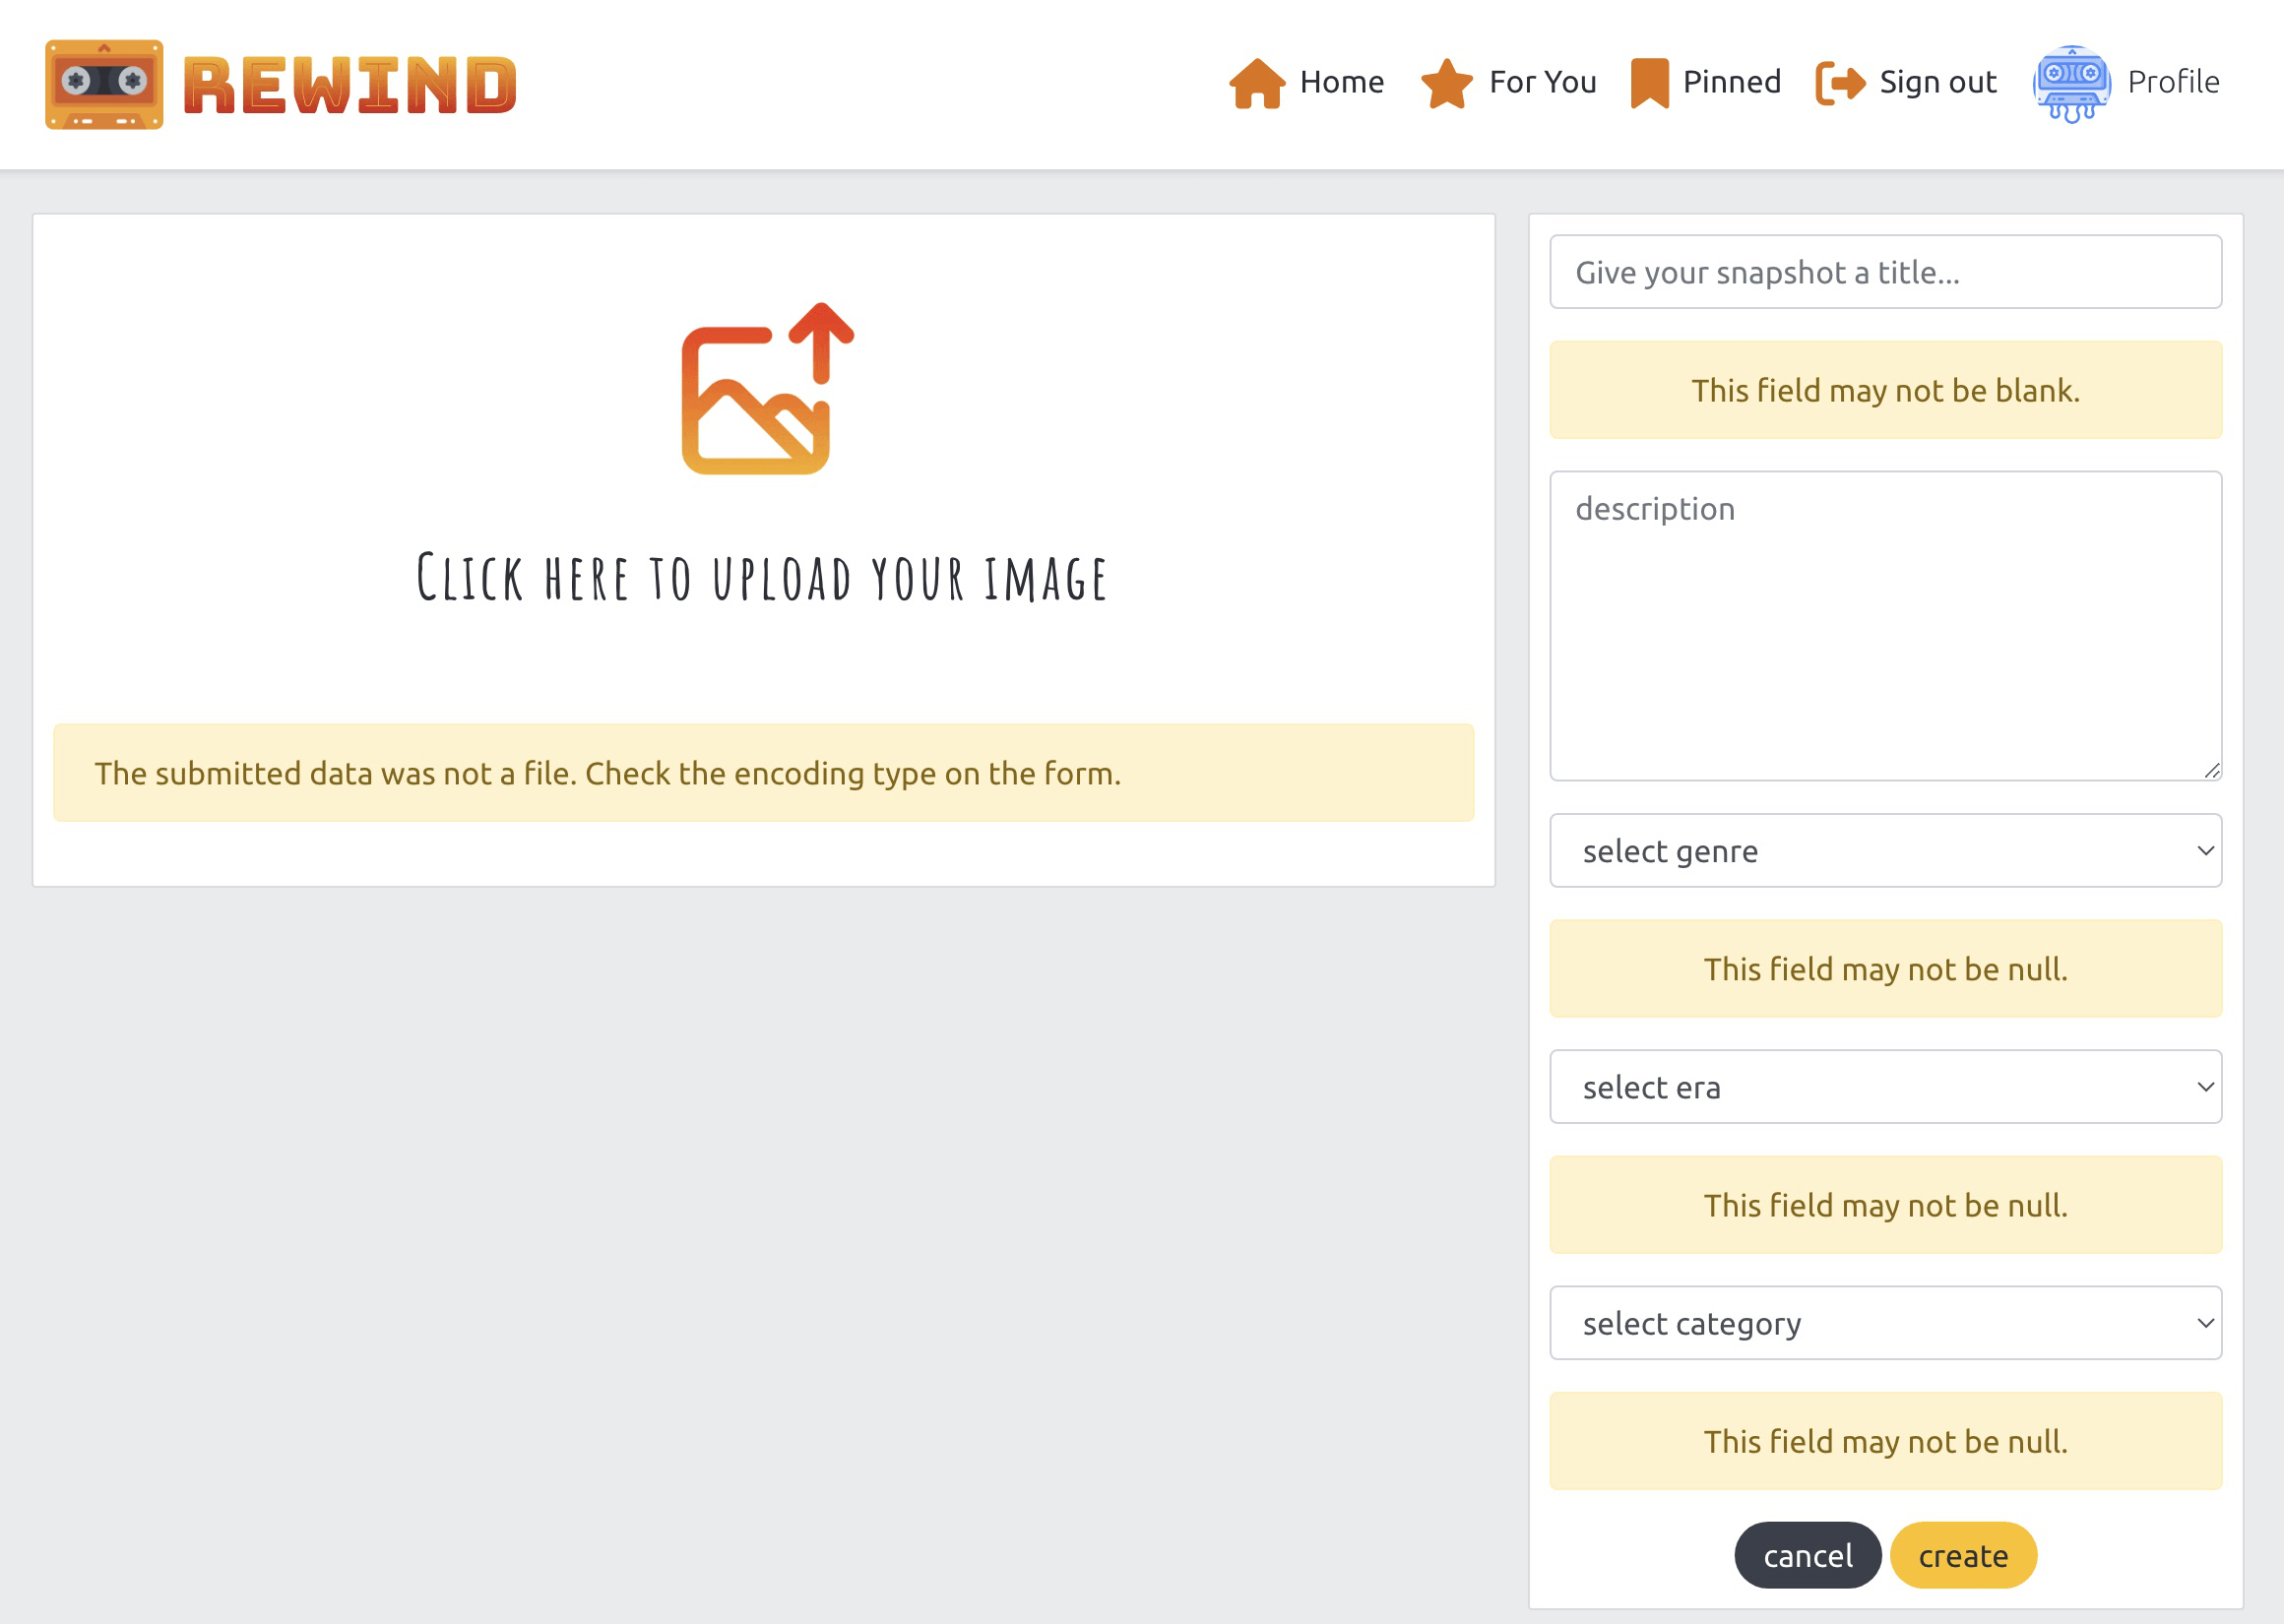 REWIND
Home
For You
Pinned
Sign out
Profile
Click here to upload your image
The submitted data was not a file. Check the encoding type on the form.
Give your snapshot a title...
This field may not be blank.
description
select genre
This field may not be null.
select era
This field may not be null.
select category
This field may not be null.
cancel
create